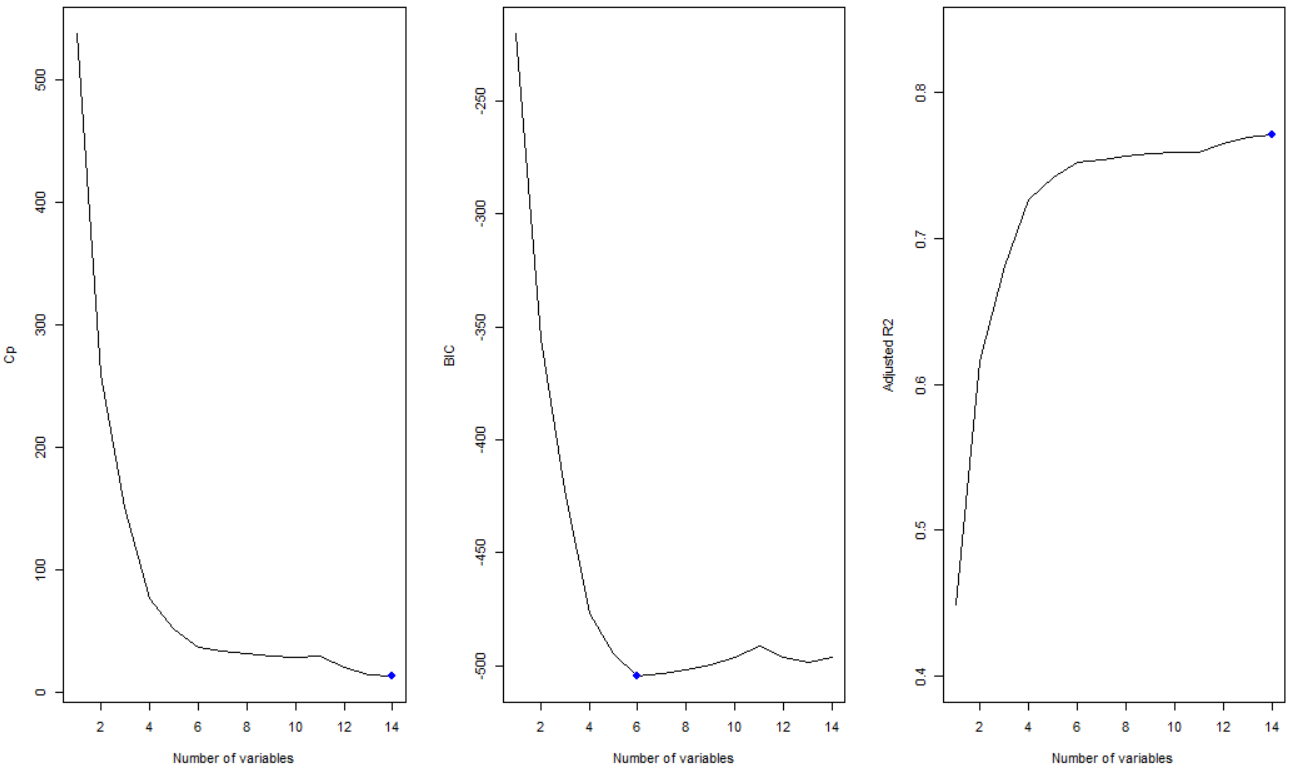 500
400
300
200
100
0
Cp
2 4 6 8 10 12 14
Number of variables
-250
-300
-350
-400
-450
-500
BIC
2 4 6 8 10 12 14
Number of variables
0.8
0.7
0.6
0.5
0.4
Adjusted R2
2 4 6 8 10 12 14
Number of variables